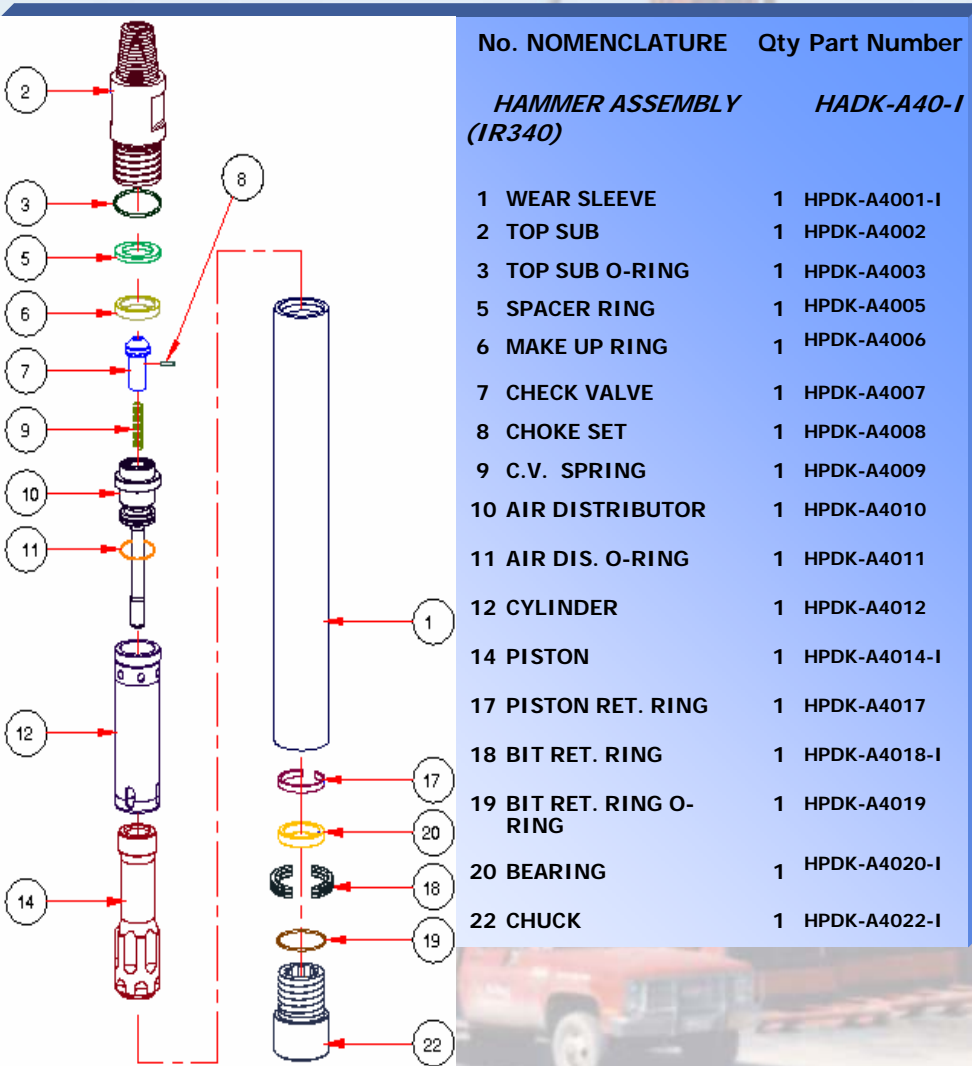 No. NOMENCLATURE Qty Part Number
HAMMER ASSEMBLY HADK-A40-I
(IR340)
1 WEAR SLEEVE 1 HPDK-A4001-I
2 TOP SUB 1 HPDK-A4002
3 TOP SUB O-RING 1 HPDK-A4003
5 SPACER RING 1 HPDK-A4005
6 MAKE UP RING 1 HPDK-A4006
7 CHECK VALVE 1 HPDK-A4007
8 CHOKE SET 1 HPDK-A4008
9 C.V. SPRING 1 HPDK-A4009
10 AIR DISTRIBUTOR 1 HPDK-A4010
11 AIR DIS. O-RING 1 HPDK-A4011
12 CYLINDER 1 HPDK-A4012
14 PISTON 1 HPDK-A4014-I
17 PISTON RET. RING 1 HPDK-A4017
18 BIT RET. RING 1 HPDK-A4018-I
19 BIT RET. RING O- 1 HPDK-A4019
RING
20 BEARING 1 HPDK-A4020-I
22 CHUCK 1 HPDK-A4022-I
2
8
3
5
6
7
9
10
11
1
12
17
20
14
18
19
22